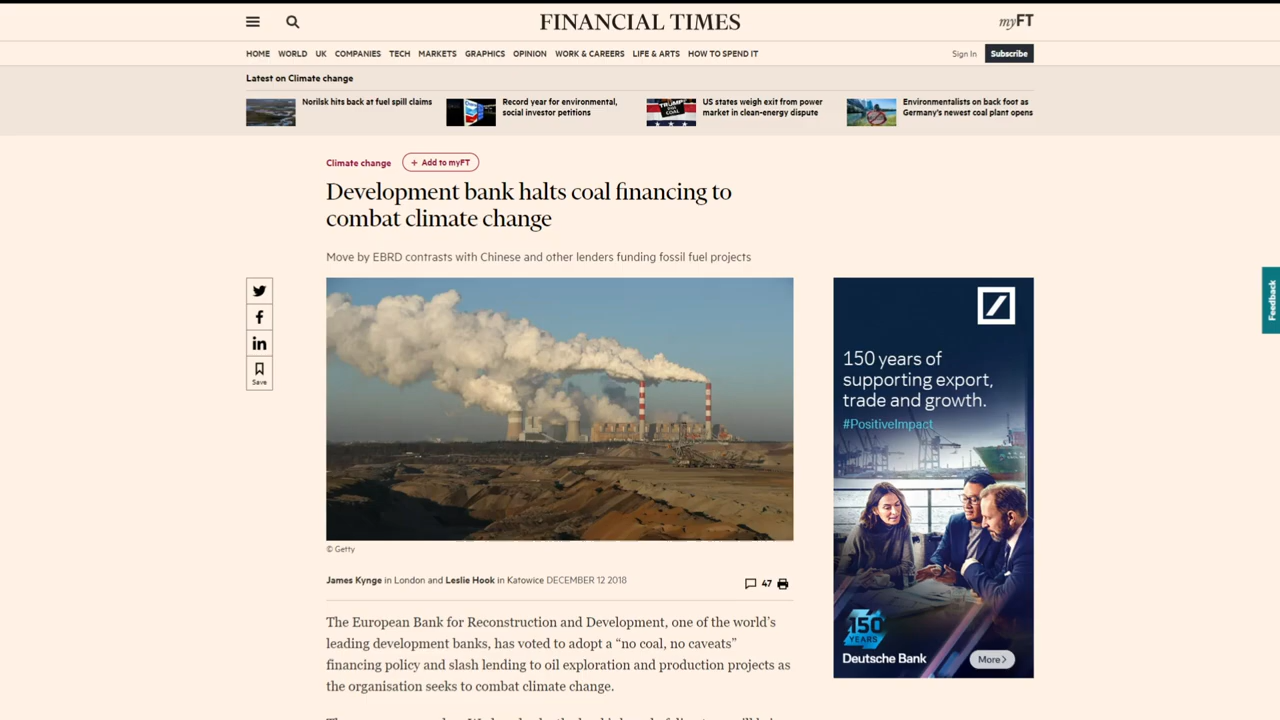 FINANCIAL TIMES
myFT
HOME WORLD UK COMPANIES TECH MARKETS GRAPHICS OPINION WORK & CAREERS LIFE & ARTS HOW TO SPEND IT
Sign In Subscribe
Latest on Climate change
Norilsk hits back at fuel spill claims
Record year for environmental,
social investor petitions
TRUMP
COAL
US states weigh exit from power
market in clean-energy dispute
Environmentalists on back foot as
Germany's newest coal plant opens
Climate change
+ Add to myFT
Development bank halts coal financing to
combat climate change
Move by EBRD contrasts with Chinese and other lenders funding fossil fuel projects
Save
© Getty
James Kynge in London and Leslie Hook in Katowice DECEMBER 12 2018
47
The European Bank for Reconstruction and Development, one of the world's
leading development banks, has voted to adopt a “no coal, no caveats”
financing policy and slash lending to oil exploration and production projects as
the organisation seeks to combat climate change.
150 years of
supporting export,
trade and growth.
#PositiveImpact
150
YEARS
Deutsche Bank
More >
Feedback